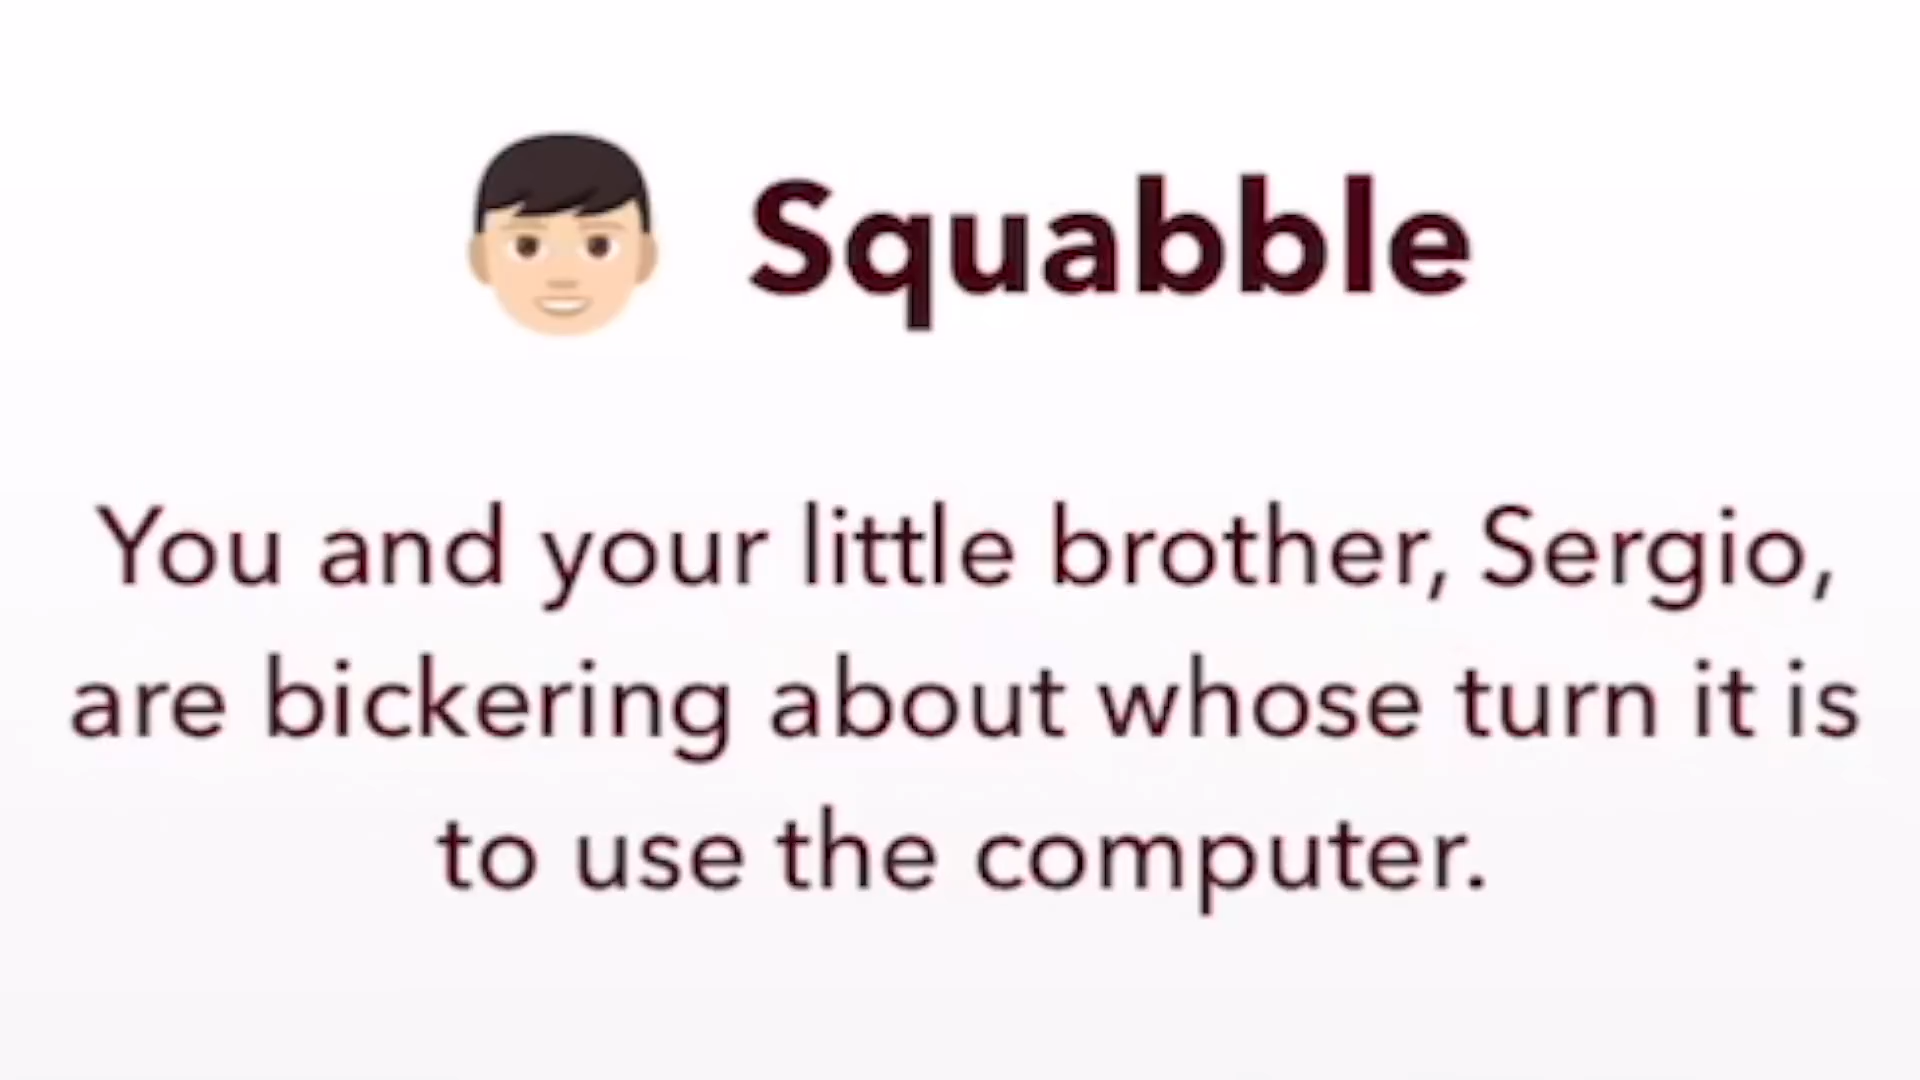 Squabble
You and your little brother, Sergio,
are bickering about whose turn it is
to use the computer.